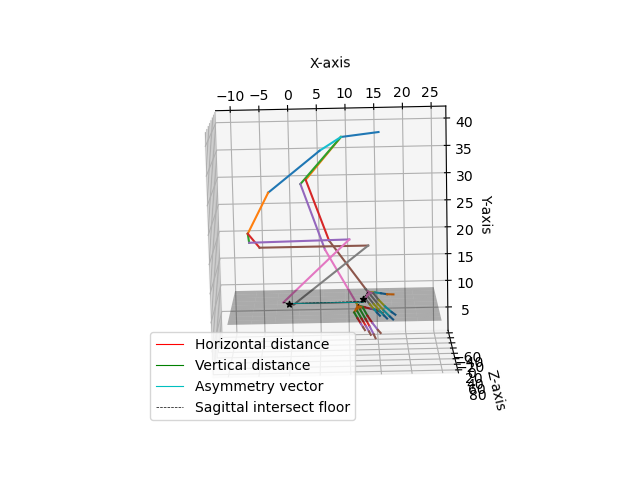 X-axis
−10 −5 0 5 10 15 20 25
40
35
30
25
20
15
10
5
Y-axis
Z-axis
80
Horizontal distance
Vertical distance
Asymmetry vector
Sagittal intersect floor